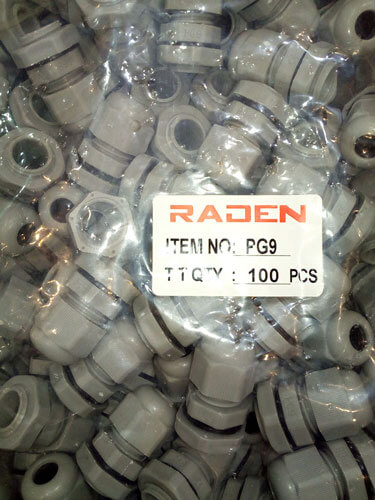 RADEN
ITEM NO: PG9
T'T QTY : 100 PCS